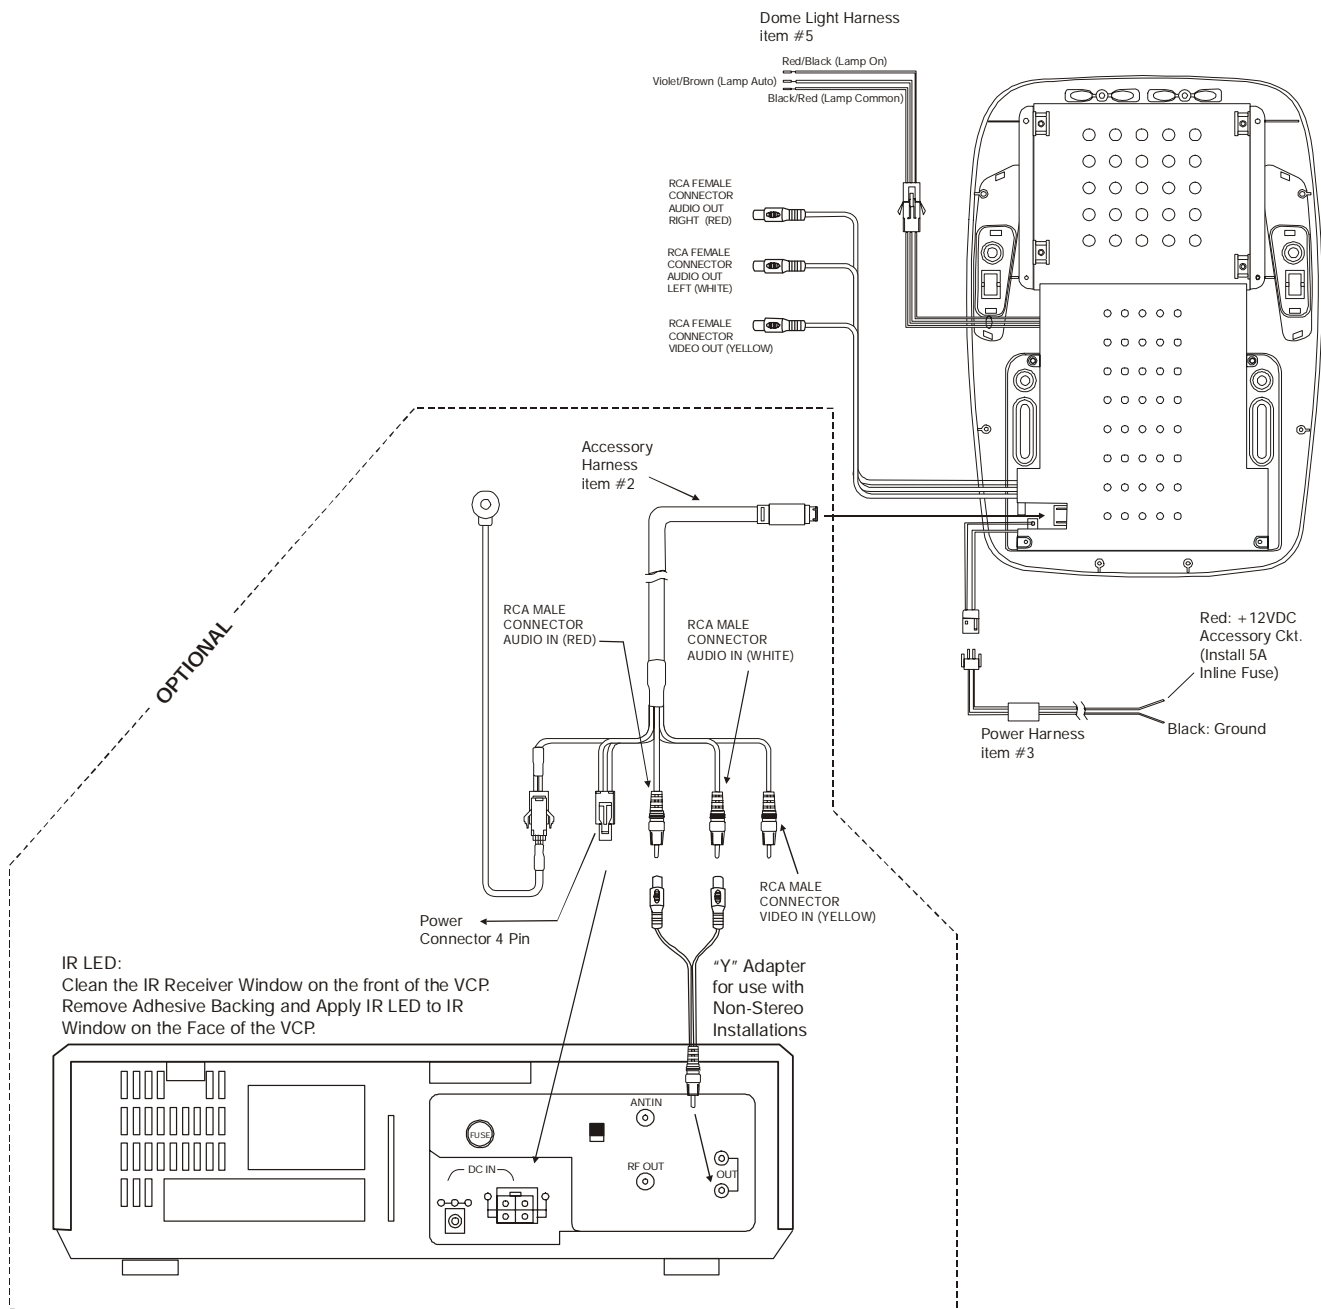 Dome Light Harness
item #5
Red/Black (Lamp On)
Violet/Brown (Lamp Auto)
Black/Red (Lamp Common)
RCA FEMALE
CONNECTOR
AUDIO OUT
RIGHT (RED)
RCA FEMALE
CONNECTOR
AUDIO OUT
LEFT (WHITE)
RCA FEMALE
CONNECTOR
VIDEO OUT (YELLOW)
Accessory
Harness
item #2
OPTIONAL
RCA MALE
CONNECTOR
AUDIO IN (RED)
RCA MALE
CONNECTOR
AUDIO IN (WHITE)
Red: +12VDC
Accessory Ckt.
(Install 5A
Inline Fuse)
Black: Ground
Power Harness
item #3
RCA MALE
CONNECTOR
VIDEO IN (YELLOW)
Power
Connector 4 Pin
IR LED:
Clean the IR Receiver Window on the front of the VCP.
Remove Adhesive Backing and Apply IR LED to IR
Window on the Face of the VCP.
"Y" Adapter
for use with
Non-Stereo
Installations
ANT.IN
FUSE
RF OUT
OUT
DC IN